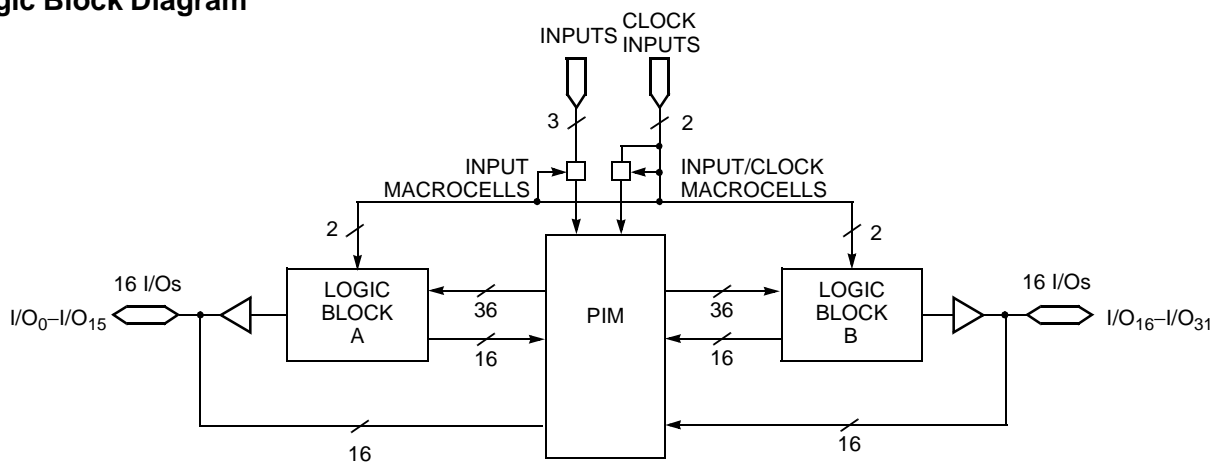 gic Block Diagram
INPUTS
CLOCK
INPUTS
3
2
INPUT
MACROCELLS
INPUT/CLOCK
MACROCELLS
2
2
16 I/Os
LOGIC
BLOCK
A
36
16
PIM
36
16
LOGIC
BLOCK
B
16 I/Os
I/O0–I/O15
I/O16–I/O31
16
16